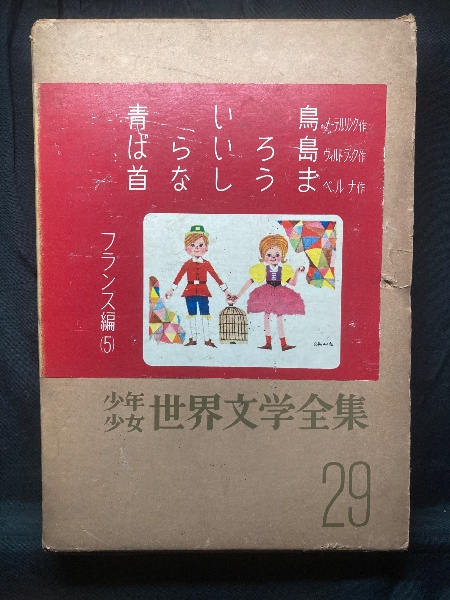 青い鳥 メーテルリンク作
ばらいろ島 ヴィルドラック作
首なしうま ベルナ作
フランス編(5)
少年少女世界文学全集
29